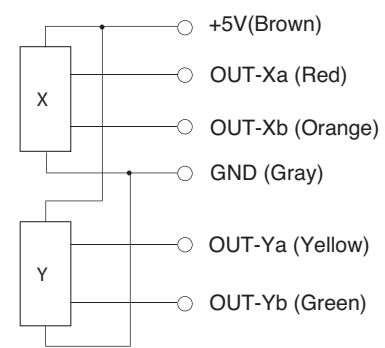 +5V(Brown)
OUT-Xa (Red)
X
OUT-Xb (Orange)
GND (Gray)
OUT-Ya (Yellow)
Y
OUT-Yb (Green)